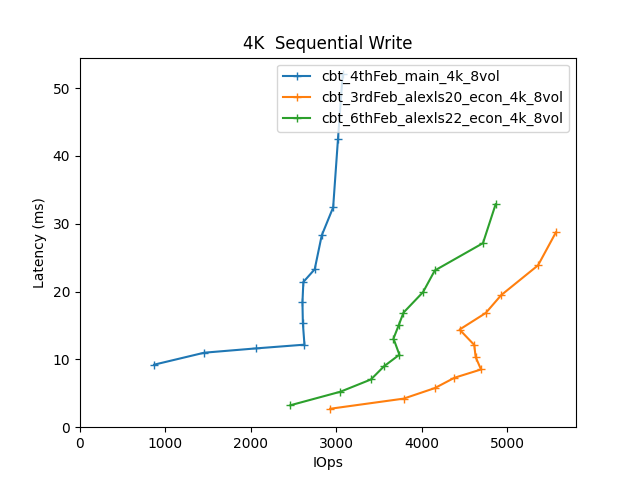 4K  Sequential Write
cbt_4thFeb_main_4k_8vol
cbt_3rdFeb_alexls20_econ_4k_8vol
cbt_6thFeb_alexls22_econ_4k_8vol
Latency (ms)
50
40
30
20
10
0
0 1000 2000 3000 4000 5000
IOps